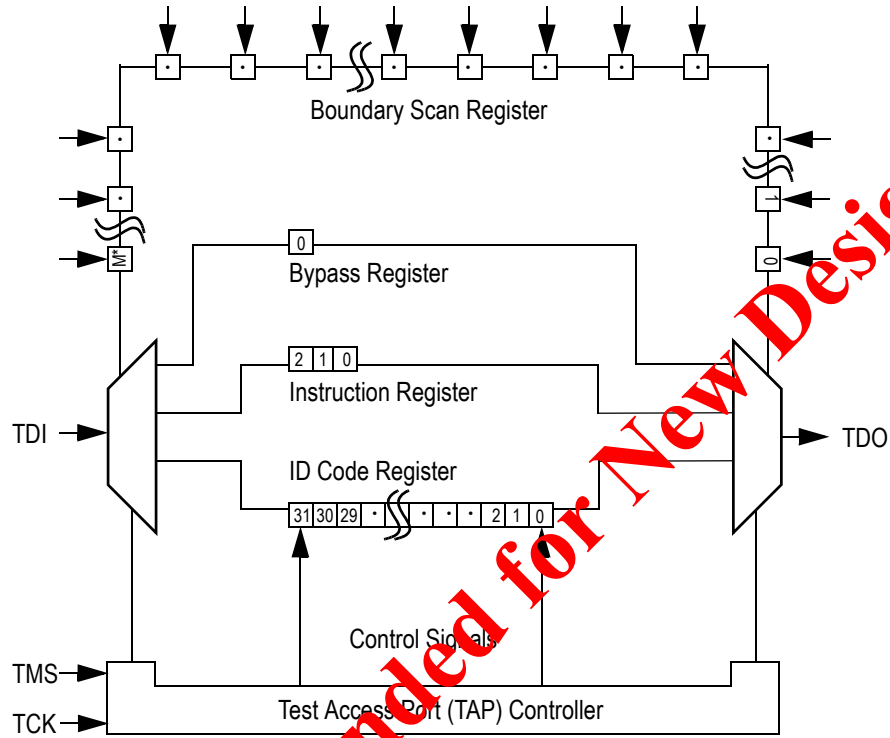 Boundary Scan Register
1
M*
0
0
Bypass Register
2 1 0
Instruction Register
TDI
TDO
ID Code Register
31 30 29 · · · · 2 1 0
Control Signals
TMS
Test Access Port (TAP) Controller
TCK
nded for New Desi